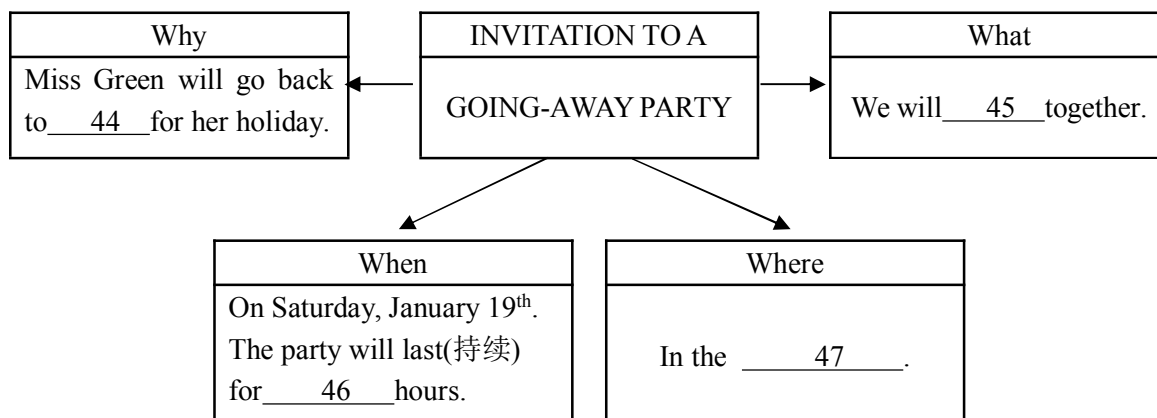 Why
Miss Green will go back
to 44 for her holiday.
INVITATION TO A
GOING-AWAY PARTY
What
We will 45 together.
When
On Saturday, January 19th.
The party will last(持续)
for 46 hours.
Where
In the 47 .